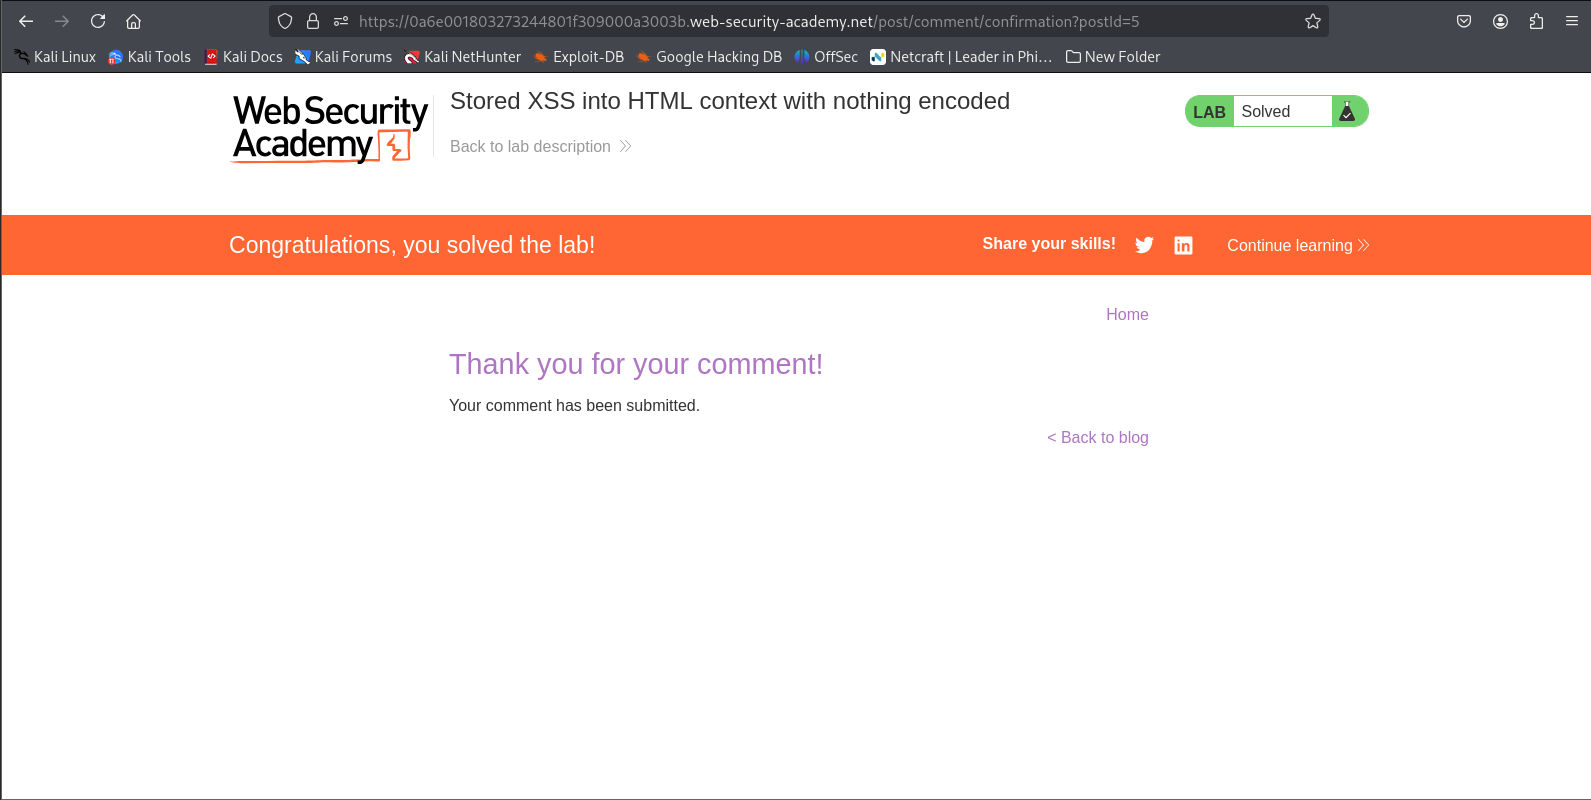 https://0a6e001803273244801f309000a3003b.web-security-academy.net/post/comment/confirmation?postId=5
Kali Linux Kali Tools Kali Docs Kali Forums Kali NetHunter Exploit-DB Google Hacking DB OffSec Netcraft | Leader in Phi... New Folder
Web Security
Academy
Stored XSS into HTML context with nothing encoded
Back to lab description
LAB Solved
Congratulations, you solved the lab!
Share your skills!
Continue learning
Home
Thank you for your comment!
Your comment has been submitted.
< Back to blog